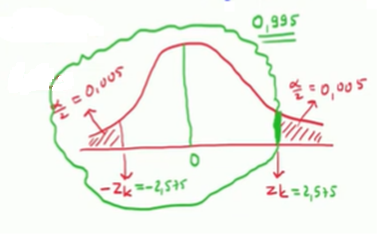 0,995
α/2 = 0,005
α/2 = 0,005
0
-Zk = -2,575
Zk = 2,575